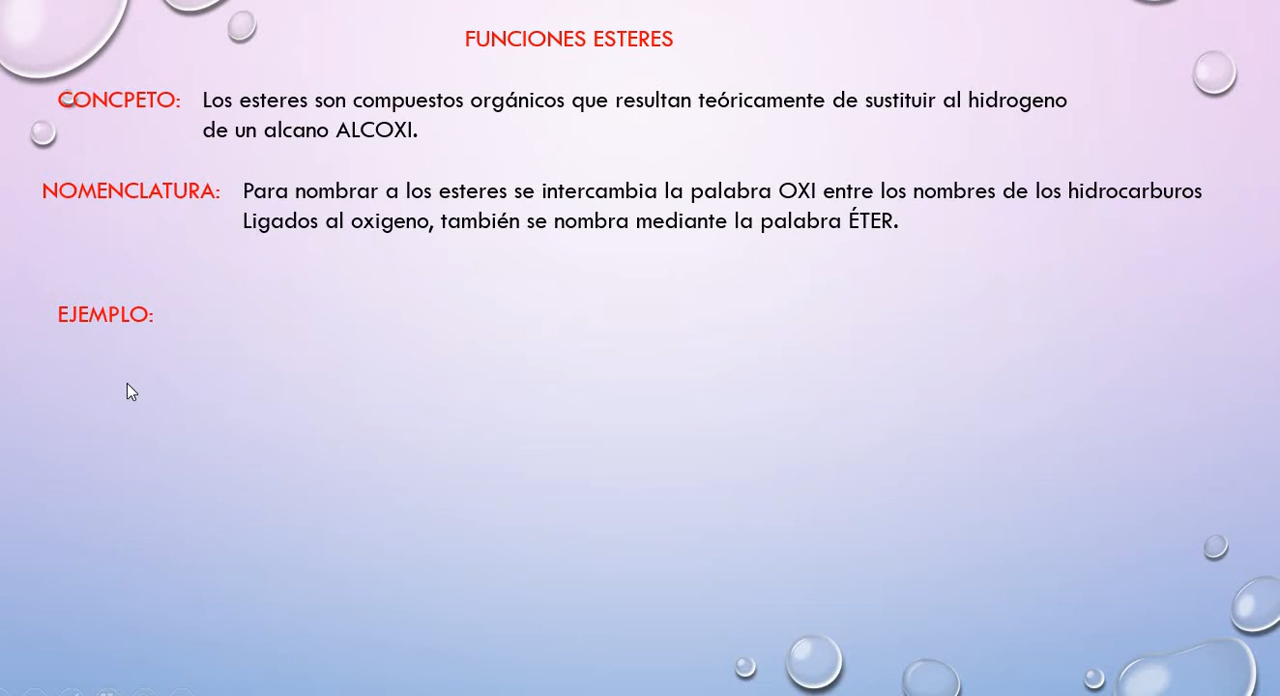 FUNCIONES ESTERES
CONCPETO: Los esteres son compuestos orgánicos que resultan teóricamente de sustituir al hidrogeno
de un alcano ALCOXI.
NOMENCLATURA: Para nombrar a los esteres se intercambia la palabra OXI entre los nombres de los hidrocarburos
Ligados al oxigeno, también se nombra mediante la palabra ÉTER.
EJEMPLO: